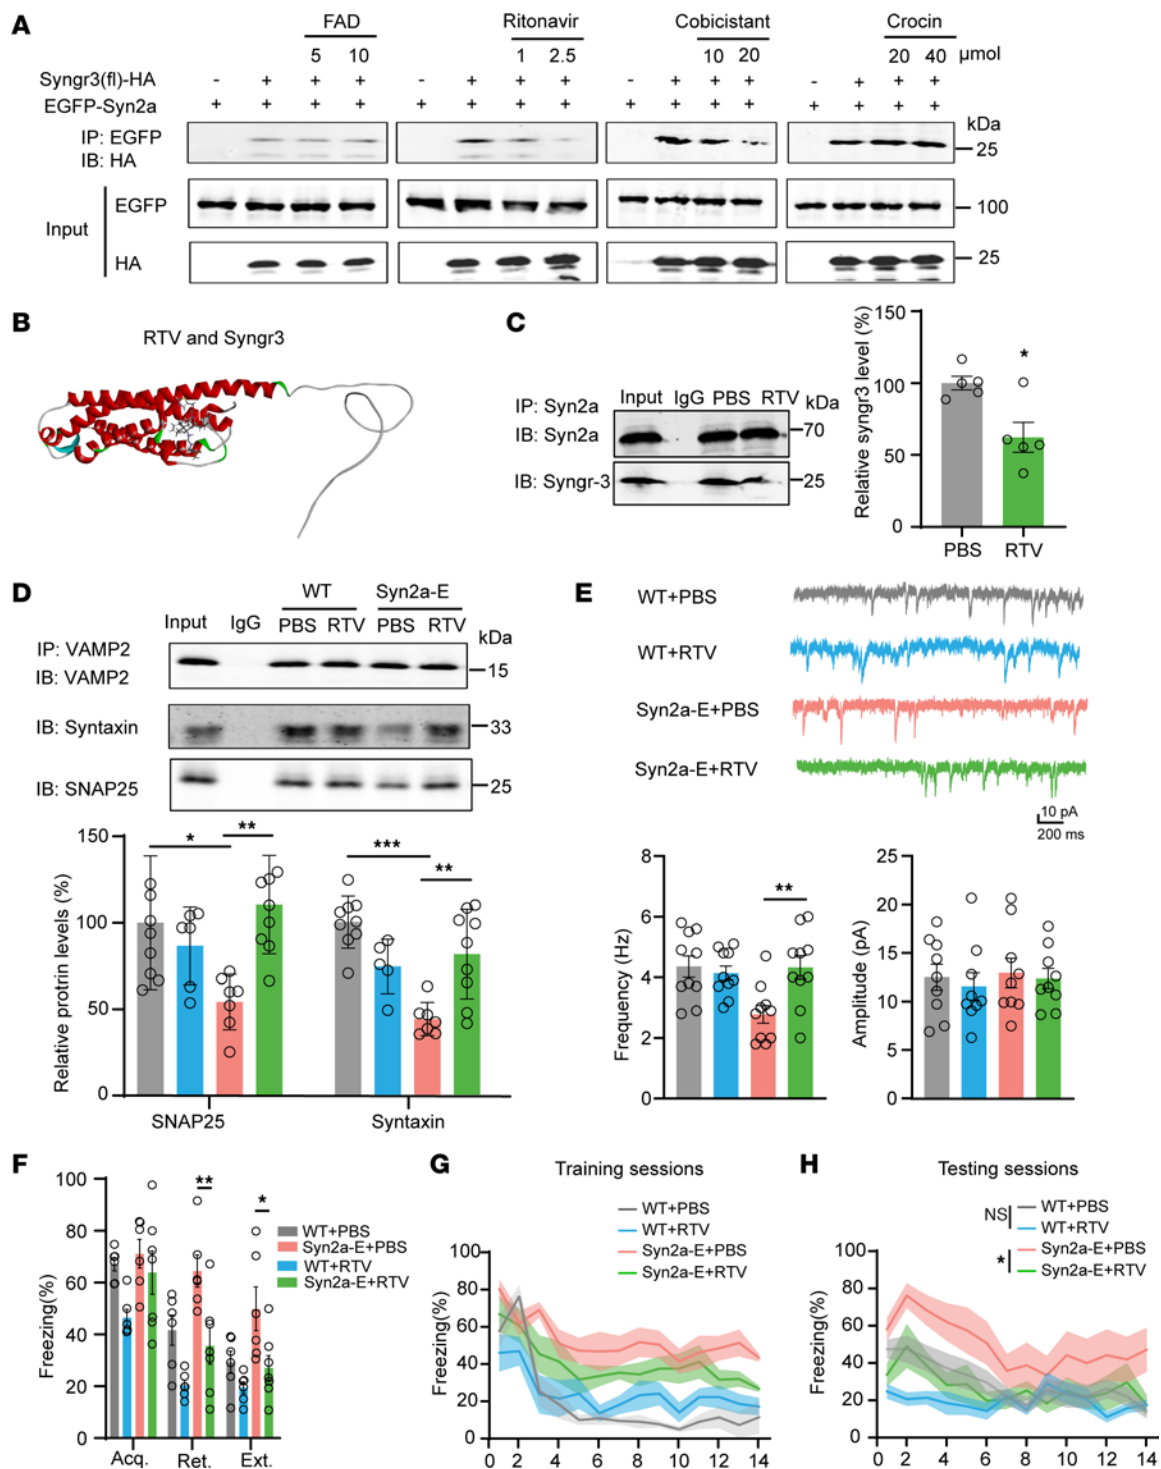 A
FAD Ritonavir Cobicistant Crocin
5 10 1 2.5 10 20 20 40 µmol
Syngr3(fl)-HA - + + + - + + + - + + + - + + +
EGFP-Syn2a + + + + + + + + + + + + + + + +
IP: EGFP
IB: HA
kDa
25
Input
EGFP
100
HA
25
B
RTV and Syngr3
C
Input IgG PBS RTV kDa
IP: Syn2a
IB: Syn2a
70
IB: Syngr-3
25
Relative syngr3 level (%)
150
100
50
0
*
PBS RTV
D
WT Syn2a-E
Input IgG PBS RTV PBS RTV kDa
IP: VAMP2
IB: VAMP2
15
IB: Syntaxin
33
IB: SNAP25
25
Relative protrin levels (%)
150
100
50
0
* ** *** **
SNAP25 Syntaxin
E
WT+PBS
WT+RTV
Syn2a-E+PBS
Syn2a-E+RTV
10 pA
200 ms
Frequency (Hz)
8
6
4
2
0
**
Amplitude (pA)
25
20
15
10
5
0
F
Freezing(%)
100
80
60
40
20
0
** *
WT+PBS
Syn2a-E+PBS
WT+RTV
Syn2a-E+RTV
Acq. Ret. Ext.
G
Training sessions
WT+PBS
WT+RTV
Syn2a-E+PBS
Syn2a-E+RTV
Freezing(%)
100
80
60
40
20
0
0 2 4 6 8 10 12 14
H
Testing sessions
NS
WT+PBS
WT+RTV
*
Syn2a-E+PBS
Syn2a-E+RTV
Freezing(%)
100
80
60
40
20
0
0 2 4 6 8 10 12 14